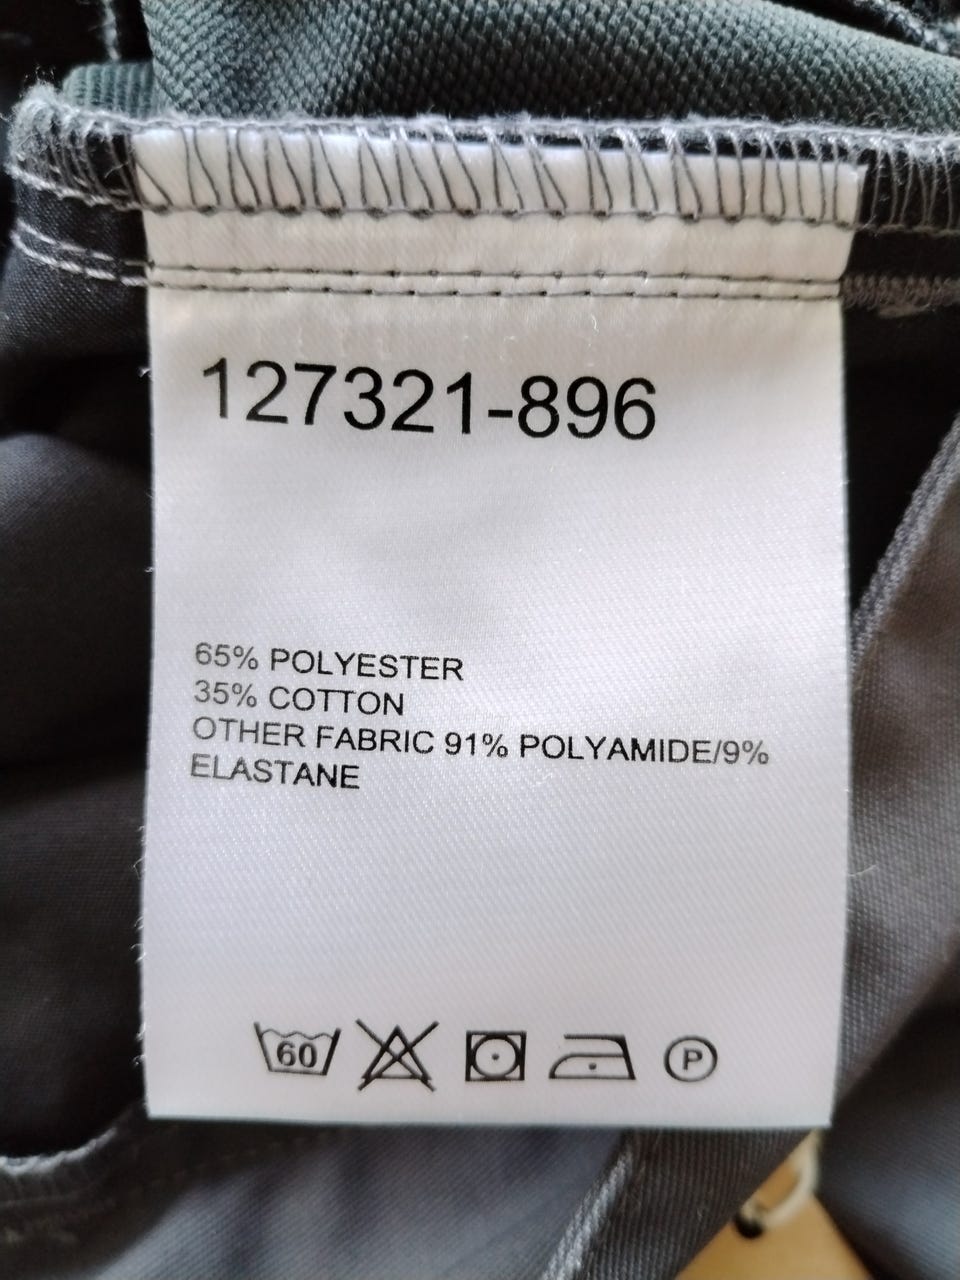 127321-896
65% POLYESTER
35% COTTON
OTHER FABRIC 91% POLYAMIDE/9%
ELASTANE
60 P